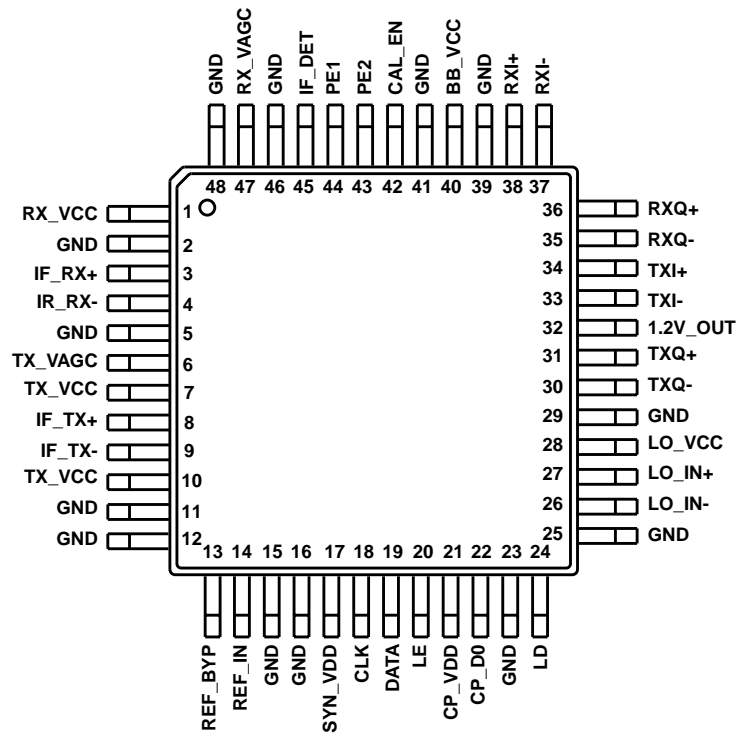 GND RX_VAGC GND IF_DET PE1 PE2 CAL_EN GND BB_VCC GND RXI+ RXI-
48 47 46 45 44 43 42 41 40 39 38 37
RX_VCC 1 36 RXQ+
GND 2 35 RXQ-
IF_RX+ 3 34 TXI+
IR_RX- 4 33 TXI-
GND 5 32 1.2V_OUT
TX_VAGC 6 31 TXQ+
TX_VCC 7 30 TXQ-
IF_TX+ 8 29 GND
IF_TX- 9 28 LO_VCC
TX_VCC 10 27 LO_IN+
GND 11 26 LO_IN-
GND 12 25 GND
13 14 15 16 17 18 19 20 21 22 23 24
REF_BYP REF_IN GND GND SYN_VDD CLK DATA LE CP_VDD CP_D0 GND LD